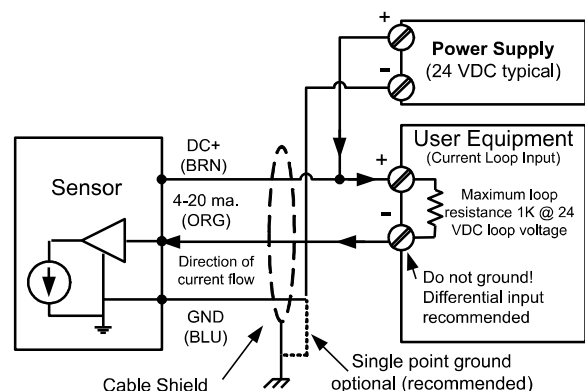 +
Power Supply
(24 VDC typical)
-
DC+
(BRN)
User Equipment
(Current Loop Input)
+
Sensor
4-20 ma.
(ORG)
Maximum loop
resistance 1K @ 24
VDC loop voltage
-
Direction of
current flow
Do not ground!
Differential input
recommended
GND
(BLU)
Cable Shield
Single point ground
optional (recommended)